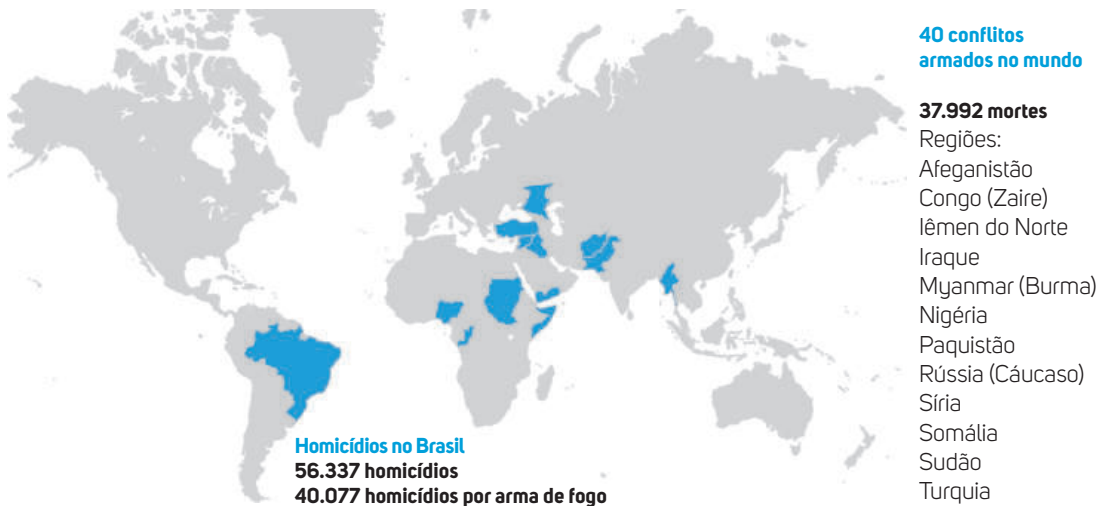 40 conflitos
armados no mundo
37.992 mortes
Regiões:
Afeganistão
Congo (Zaire)
Iêmen do Norte
Iraque
Myanmar (Burma)
Nigéria
Paquistão
Rússia (Cáucaso)
Síria
Somália
Sudão
Turquia
Homicídios no Brasil
56.337 homicídios
40.077 homicídios por arma de fogo